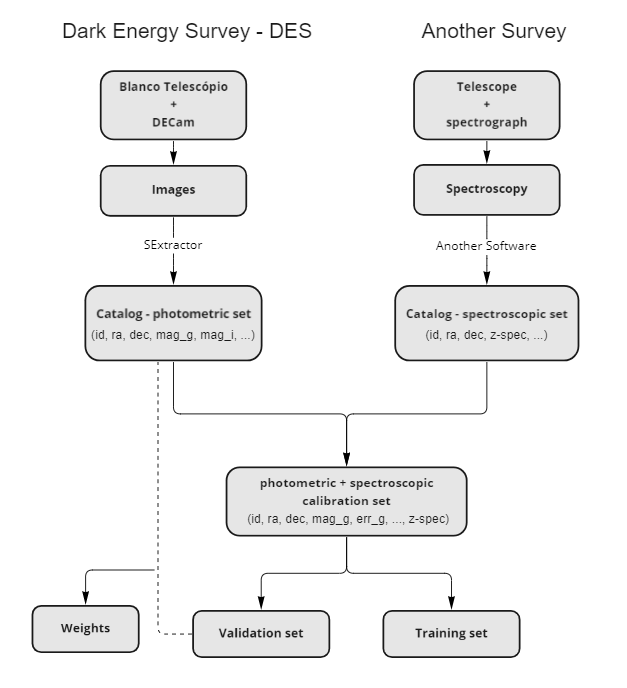 Dark Energy Survey - DES
Another Survey
Blanco Telescópio
+
DECam
Telescope
+
spectrograph
Images
Spectroscopy
SExtractor
Another Software
Catalog - photometric set
(id, ra, dec, mag_g, mag_i, ...)
Catalog - spectroscopic set
(id, ra, dec, z-spec, ...)
photometric + spectroscopic
calibration set
(id, ra, dec, mag_g, err_g, ..., z-spec)
Weights
Validation set
Training set